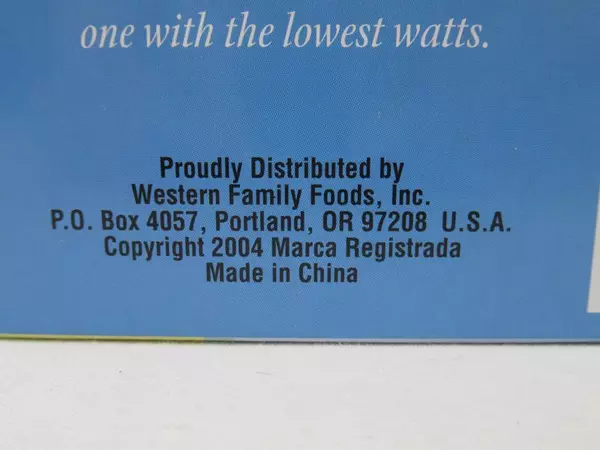 one with the lowest watts.
Proudly Distributed by
Western Family Foods, Inc.
P.O. Box 4057, Portland, OR 97208 U.S.A.
Copyright 2004 Marca Registrada
Made in China